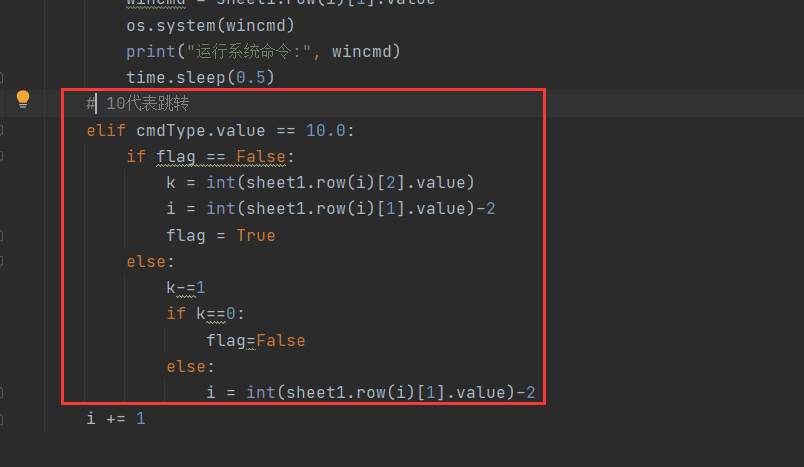 wincmd = sheet1.row(i)[1].value
os.system(wincmd)
print("运行系统命令:", wincmd)
time.sleep(0.5)
# 10代表跳转
elif cmdType.value == 10.0:
if flag == False:
k = int(sheet1.row(i)[2].value)
i = int(sheet1.row(i)[1].value)-2
flag = True
else:
k-=1
if k==0:
flag=False
else:
i = int(sheet1.row(i)[1].value)-2
i += 1